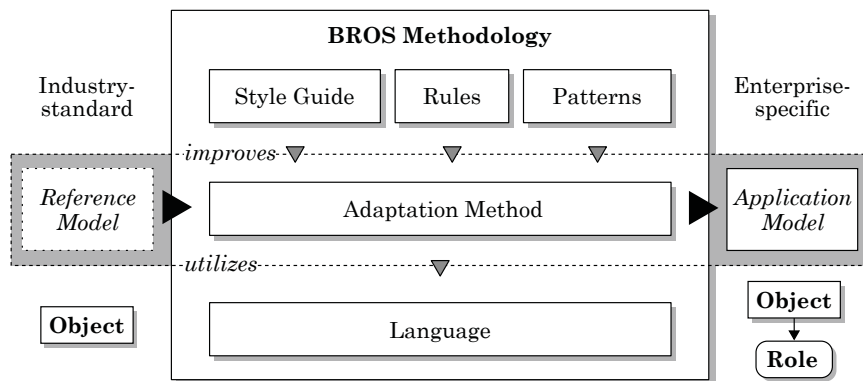 BROS Methodology
Industry-
standard
Style Guide
Rules
Patterns
Enterprise-
specific
improves
Reference
Model
Adaptation Method
Application
Model
utilizes
Object
Language
Object
Role